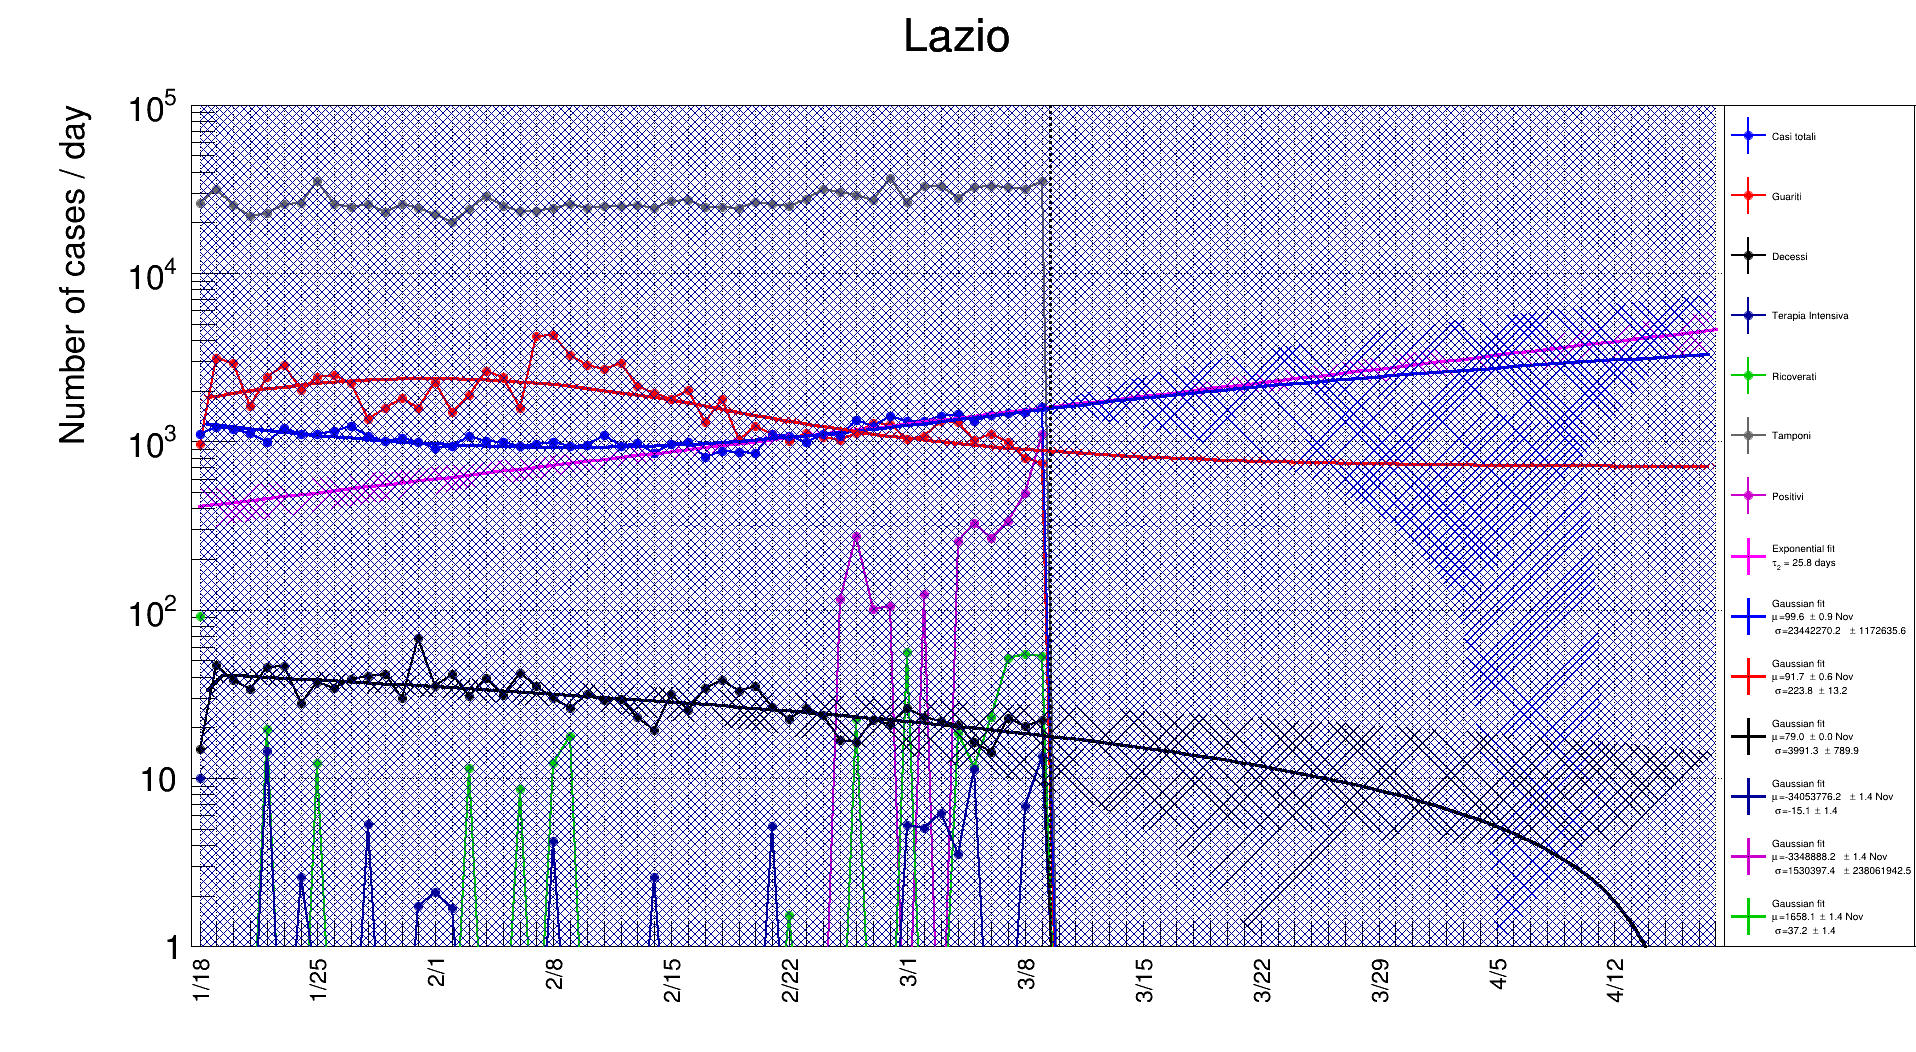 Lazio
Number of cases / day
10^5
10^4
10^3
10^2
10
1
1/18
1/25
2/1
2/8
2/15
2/22
3/1
3/8
3/15
3/22
3/29
4/5
4/12
Casi totali
Guariti
Decessi
Terapia Intensiva
Ricoverati
Tamponi
Positivi
Exponential fit
τ_2 = 25.8 days
Gaussian fit
μ=99.6 ± 0.9 Nov
σ=23442270.2 ± 1172635.6
Gaussian fit
μ=91.7 ± 0.6 Nov
σ=223.8 ± 13.2
Gaussian fit
μ=79.0 ± 0.0 Nov
σ=3991.3 ± 789.9
Gaussian fit
μ=-34053776.2 ± 1.4 Nov
σ=-15.1 ± 1.4
Gaussian fit
μ=-3348888.2 ± 1.4 Nov
σ=1530397.4 ± 238061942.5
Gaussian fit
μ=1658.1 ± 1.4 Nov
σ=37.2 ± 1.4